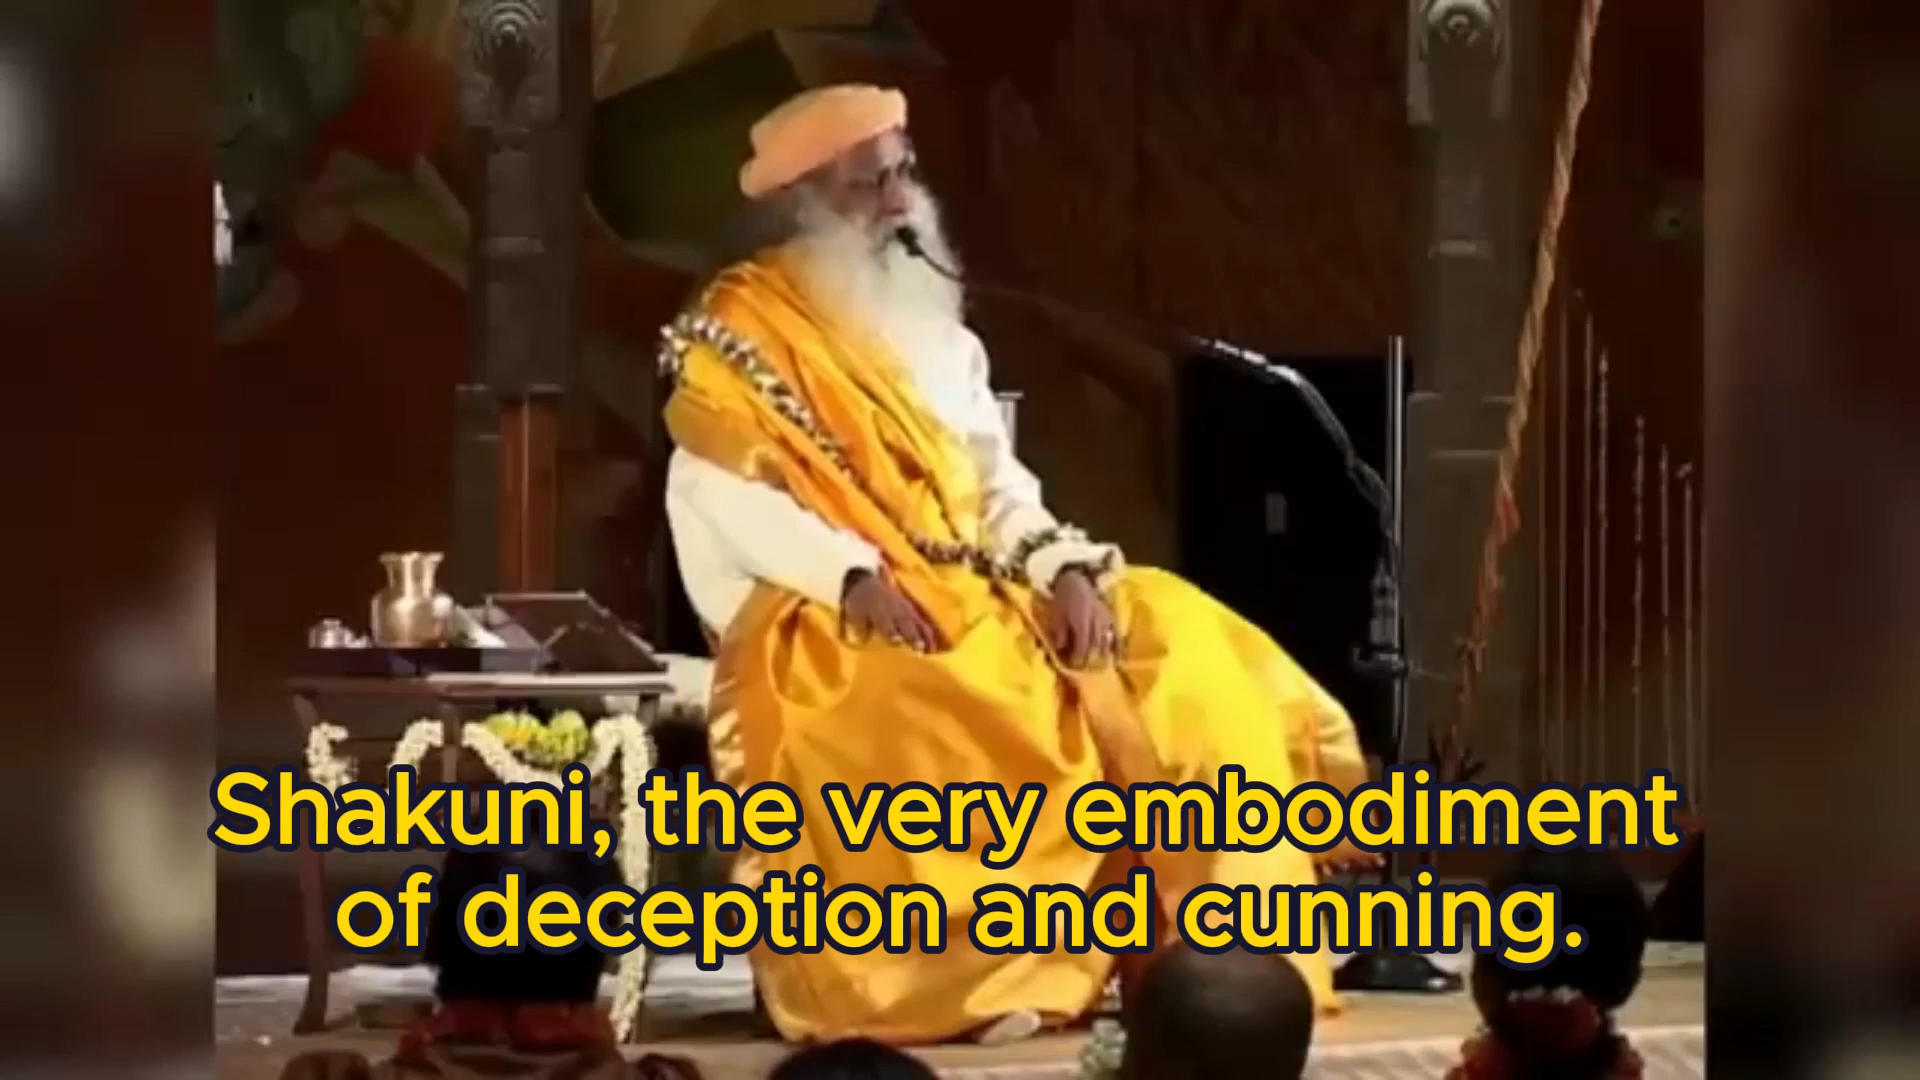 Shakuni, the very embodiment
of deception and cunning.